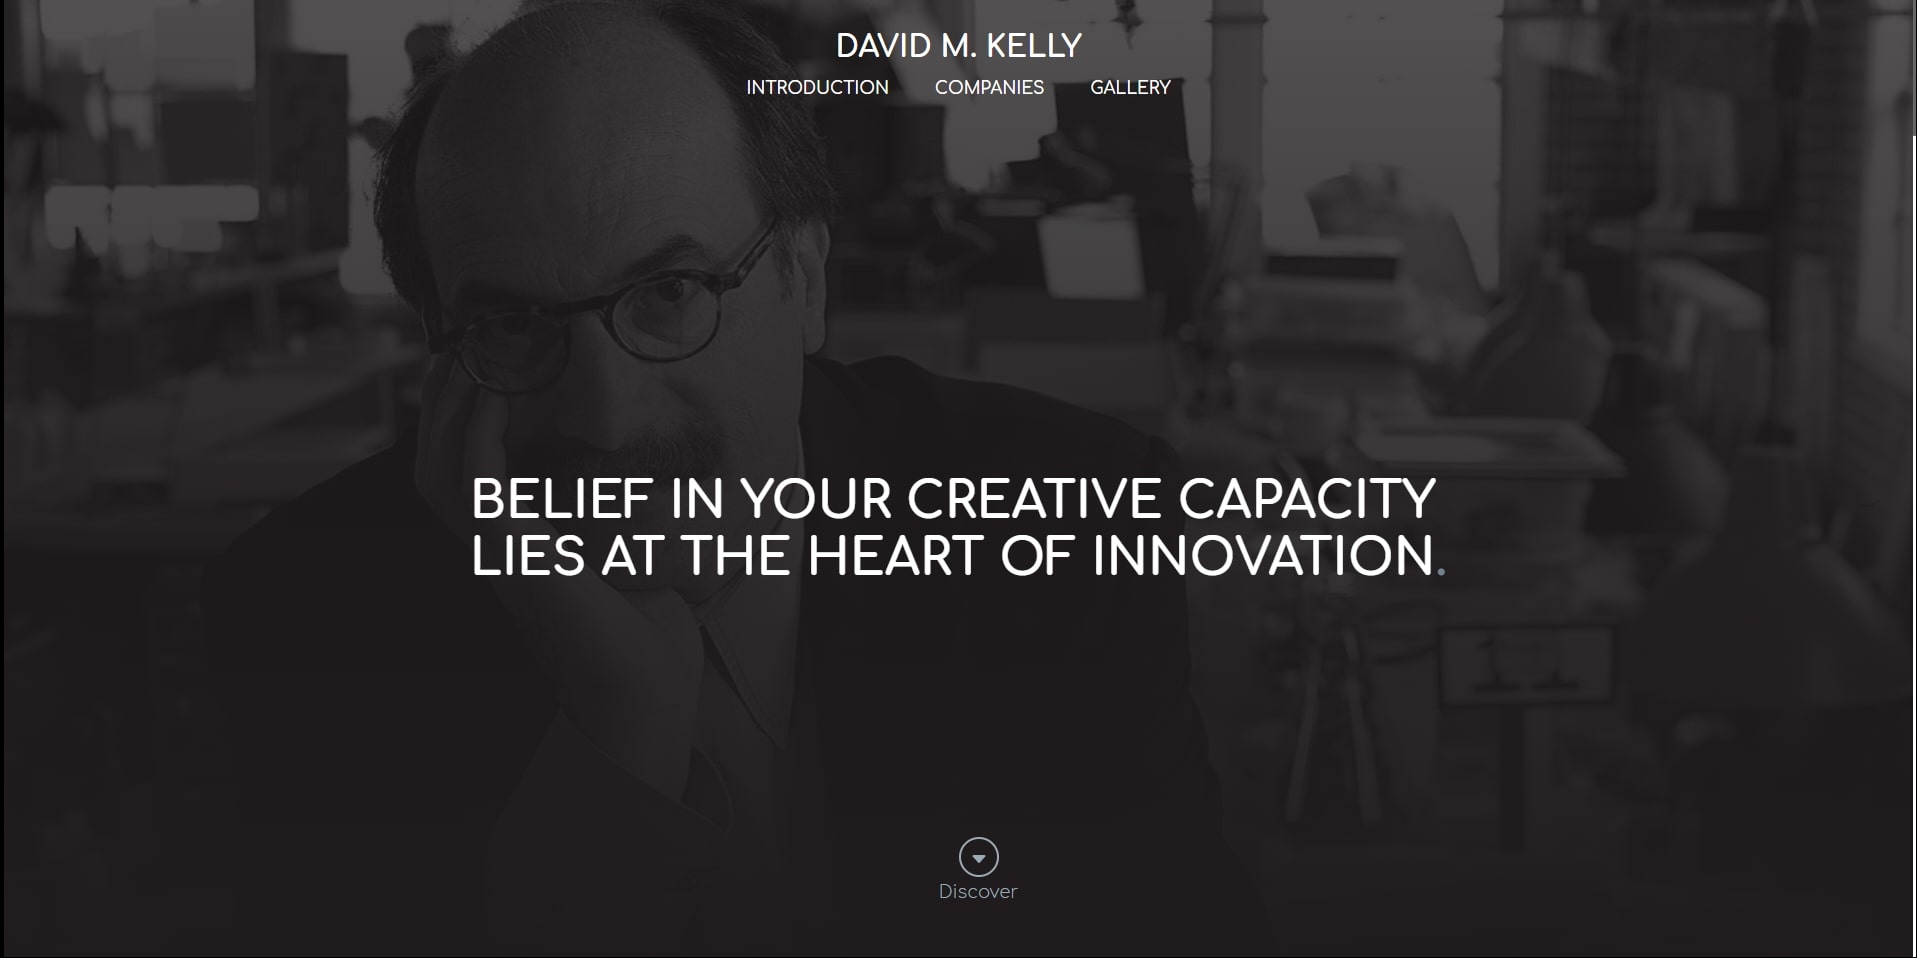 DAVID M. KELLY
INTRODUCTION COMPANIES GALLERY
BELIEF IN YOUR CREATIVE CAPACITY
LIES AT THE HEART OF INNOVATION.
Discover